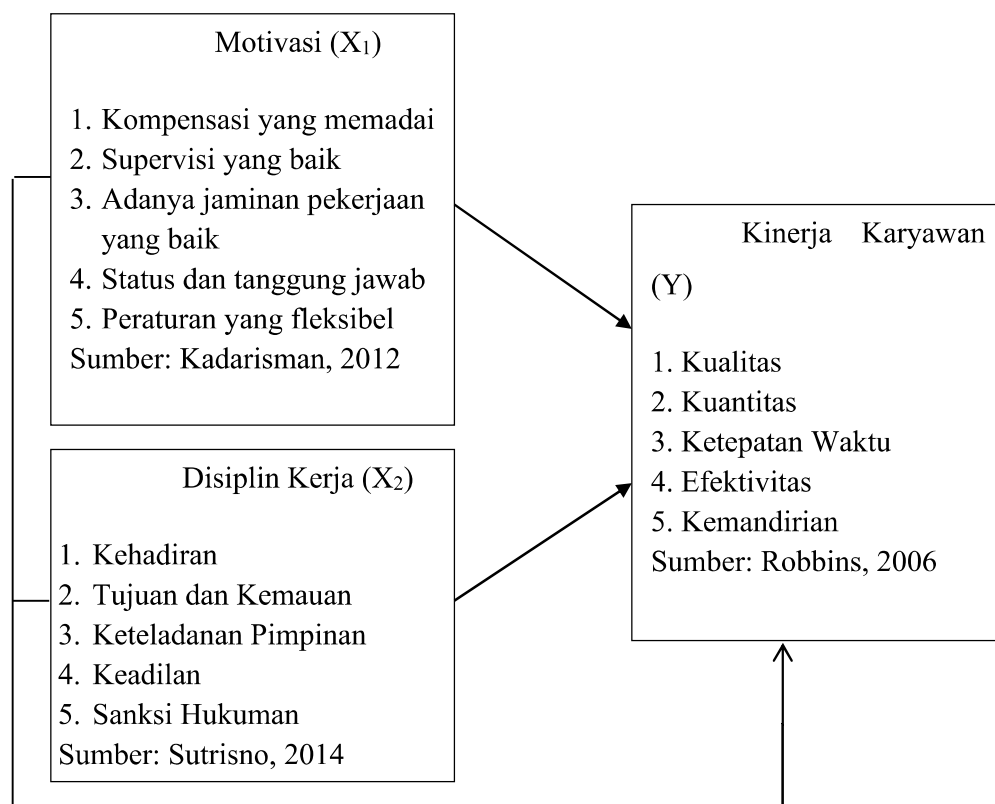 Motivasi (X₁)
1. Kompensasi yang memadai
2. Supervisi yang baik
3. Adanya jaminan pekerjaan
yang baik
4. Status dan tanggung jawab
5. Peraturan yang fleksibel
Sumber: Kadarisman, 2012
Disiplin Kerja (X₂)
1. Kehadiran
2. Tujuan dan Kemauan
3. Keteladanan Pimpinan
4. Keadilan
5. Sanksi Hukuman
Sumber: Sutrisno, 2014
Kinerja Karyawan
(Y)
1. Kualitas
2. Kuantitas
3. Ketepatan Waktu
4. Efektivitas
5. Kemandirian
Sumber: Robbins, 2006